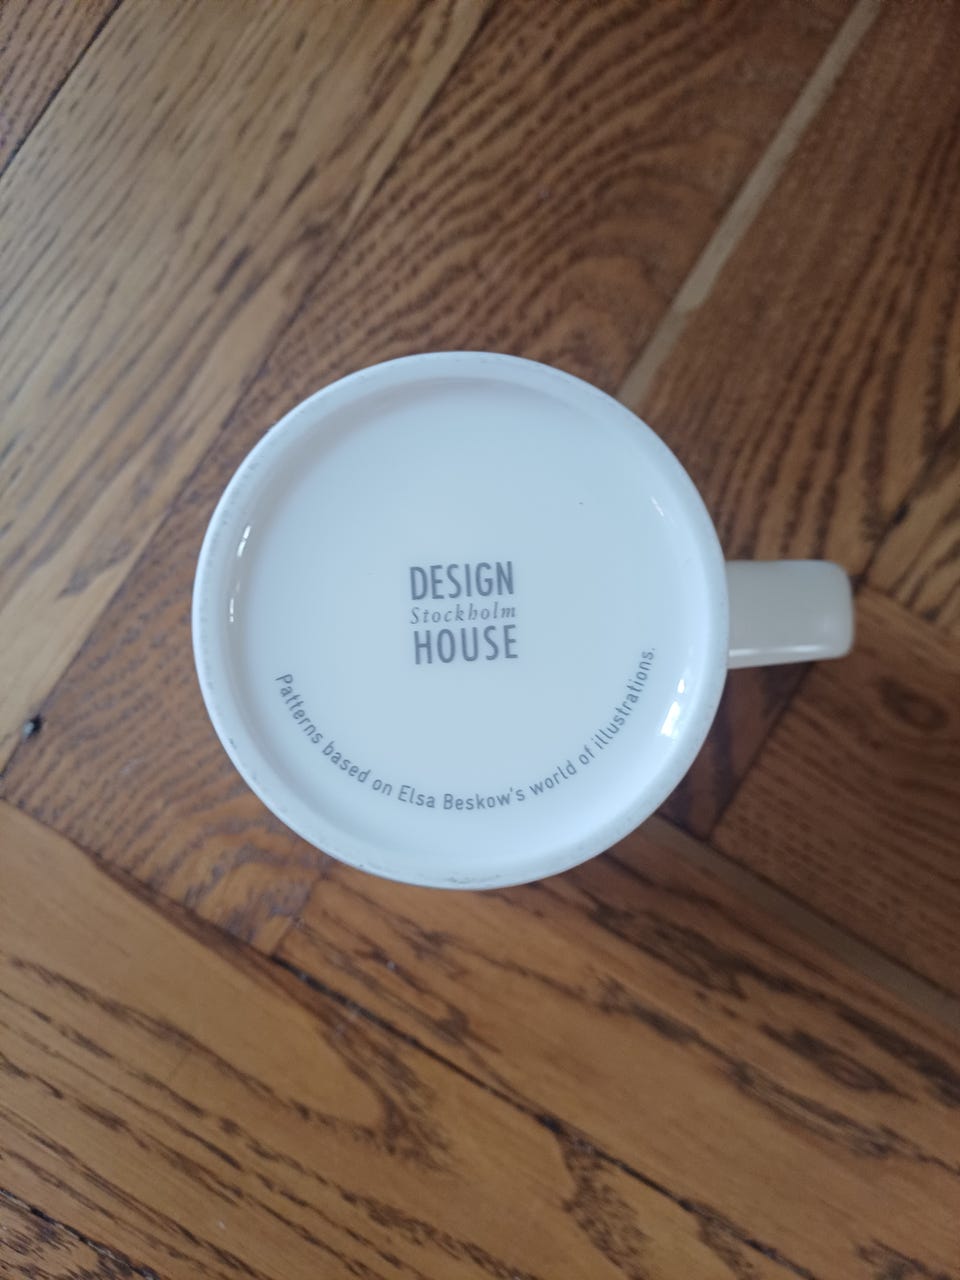 DESIGN
Stockholm
HOUSE
Patterns based on Elsa Beskow's world of illustrations.